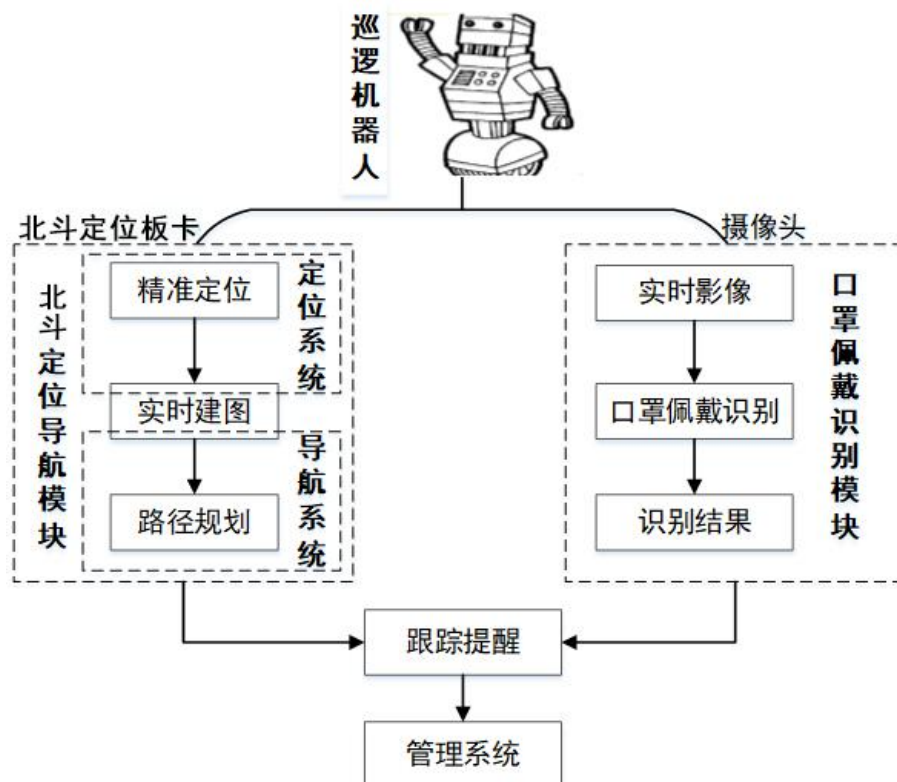 巡逻机器人
北斗定位板卡
摄像头
北斗定位导航模块
精准定位
定位系统
实时建图
导航系统
路径规划
实时影像
口罩佩戴识别
识别结果
口罩佩戴识别模块
跟踪提醒
管理系统